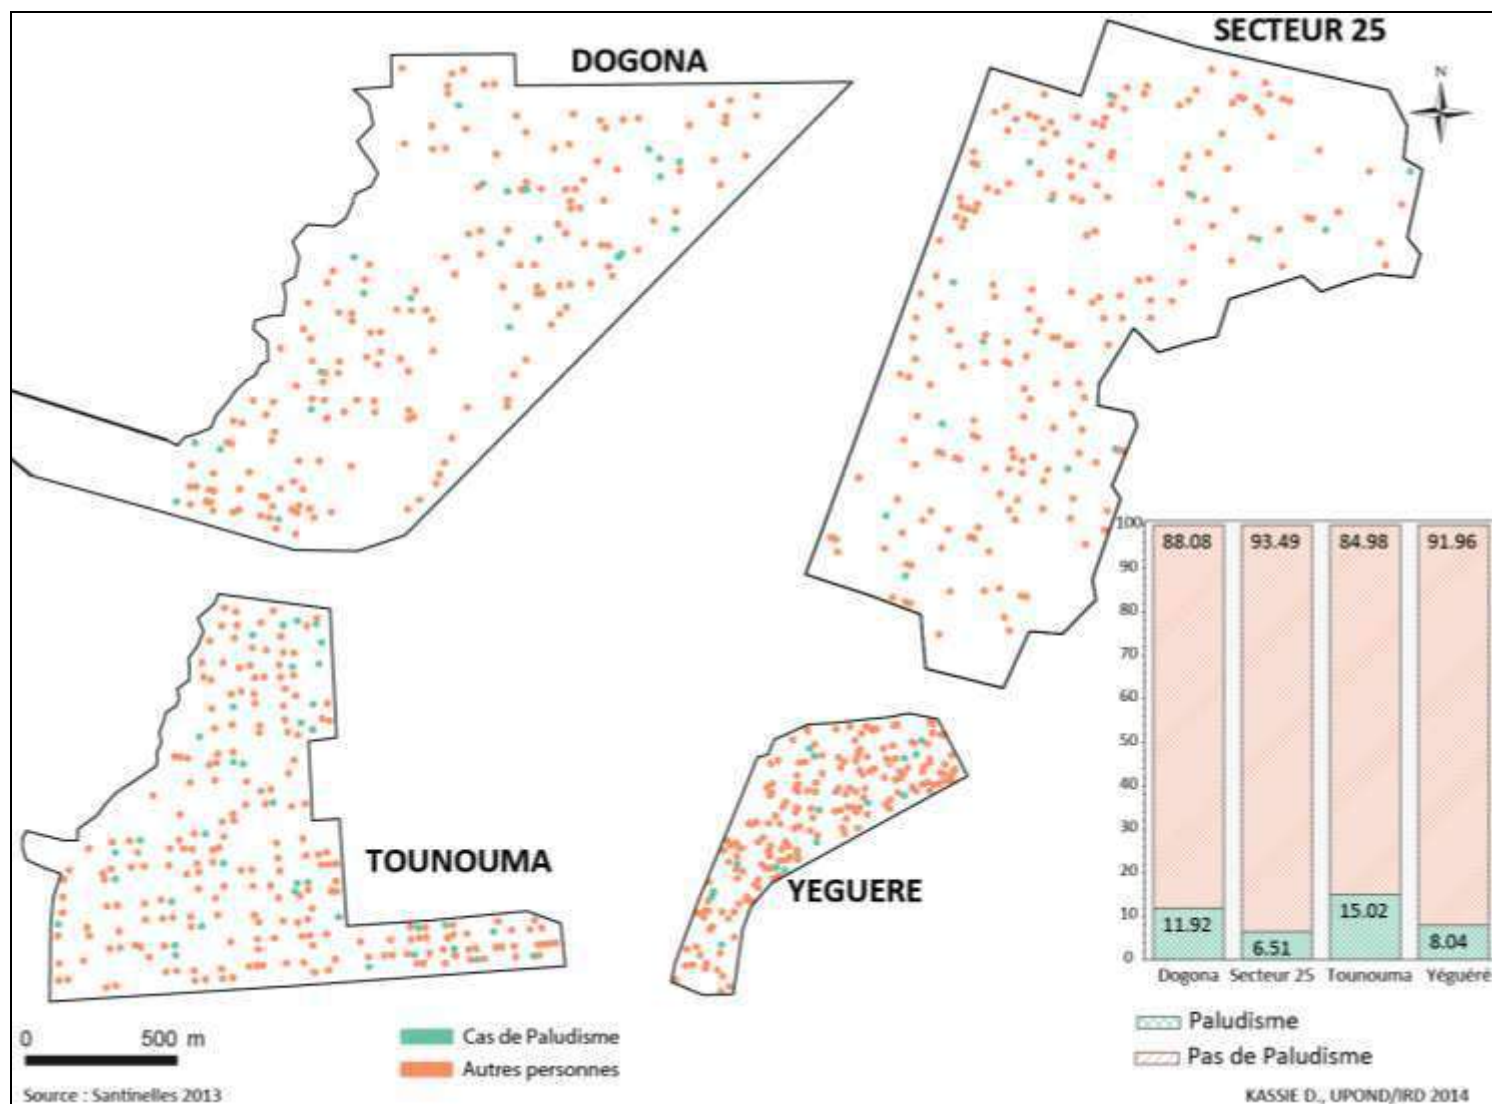 DOGONA
SECTEUR 25
N
TOUNOUMA
YEGUERE
100
90
80
70
60
50
40
30
20
10
0
88.08 93.49 84.98 91.96
11.92 6.51 15.02 8.04
Dogona Secteur 25 Tounouma Yéguéré
Paludisme
Pas de Paludisme
0 500 m
Cas de Paludisme
Autres personnes
Source : Santinelles 2013
KASSIE D., UPOND/IRD 2014